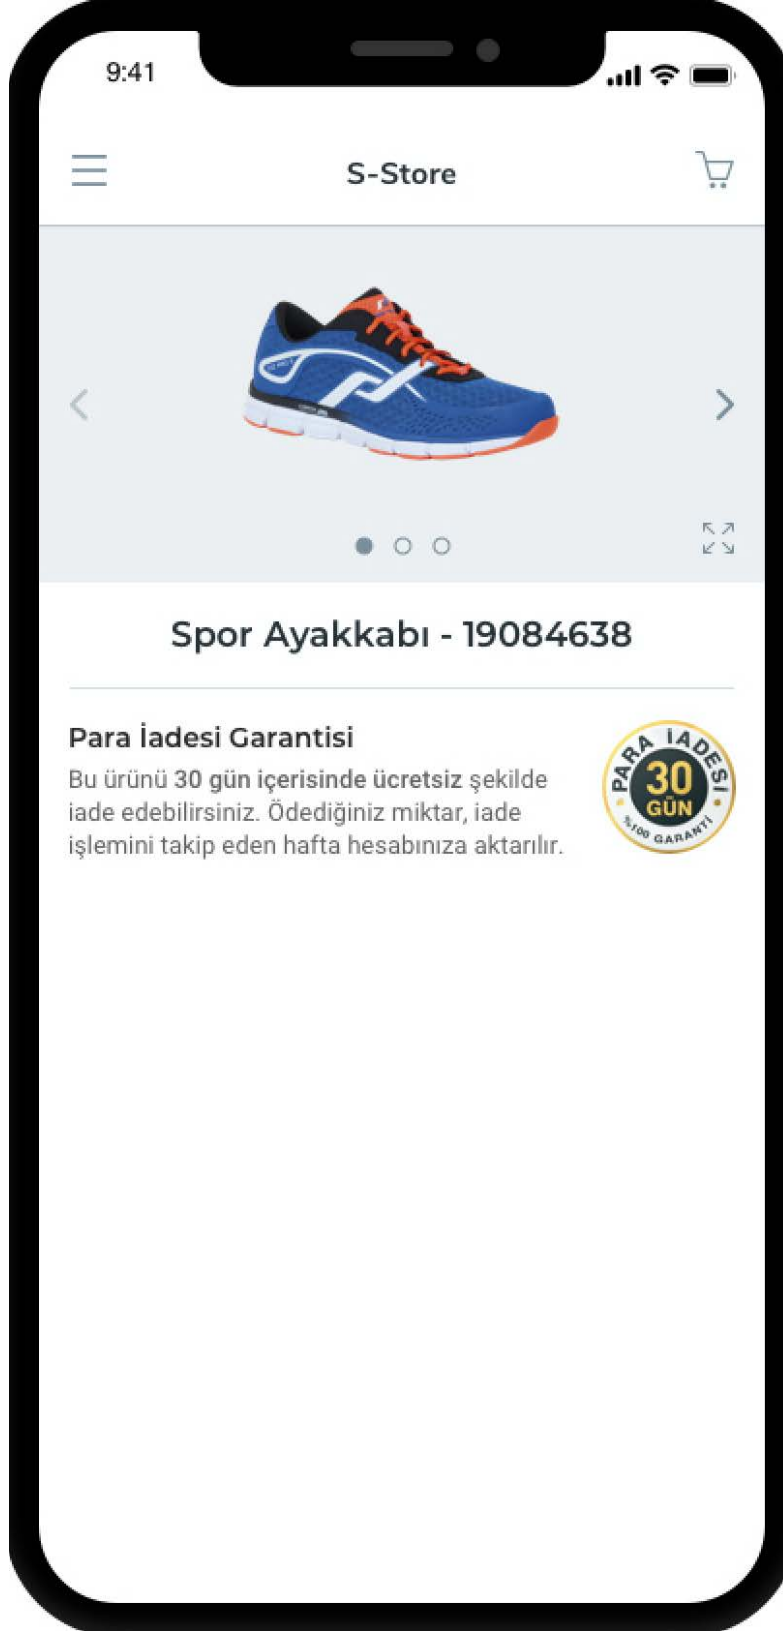 9:41
S-Store
Spor Ayakkabı - 19084638
Para İadesi Garantisi
Bu ürünü 30 gün içerisinde ücretsiz şekilde
iade edebilirsiniz. Ödediğiniz miktar, iade
işlemini takip eden hafta hesabınıza aktarılır.
PARA İADESİ
30
GÜN
%100 GARANTİ